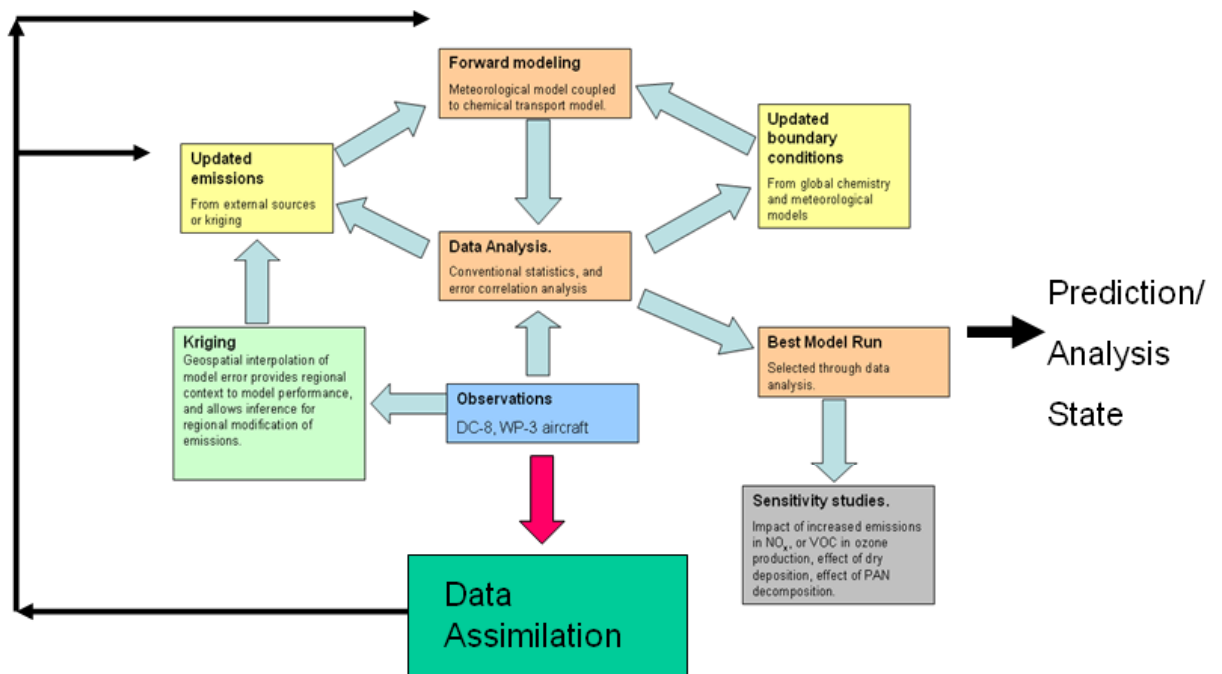 Forward modeling
Meteorological model coupled
to chemical transport model.
Updated
boundary
conditions
From global chemistry
and meteorological
models
Updated
emissions
From external sources
or kriging
Data Analysis.
Conventional statistics, and
error correlation analysis
Prediction/
Analysis
State
Kriging
Geospatial interpolation of
model error provides regional
context to model performance,
and allows inference for
regional modification of
emissions.
Best Model Run
Selected through data
analysis.
Observations
DC-8, WP-3 aircraft
Sensitivity studies.
Impact of increased emissions
in NOx, or VOC in ozone
production, effect of dry
deposition, effect of PAN
decomposition.
Data
Assimilation